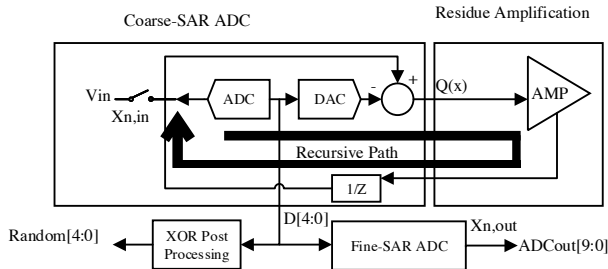 Coarse-SAR ADC
Residue Amplification
Vin
Xn,in
ADC
DAC
-
+
Q(x)
AMP
Recursive Path
1/Z
D[4:0]
Random[4:0]
XOR Post
Processing
Fine-SAR ADC
Xn,out
ADCout[9:0]